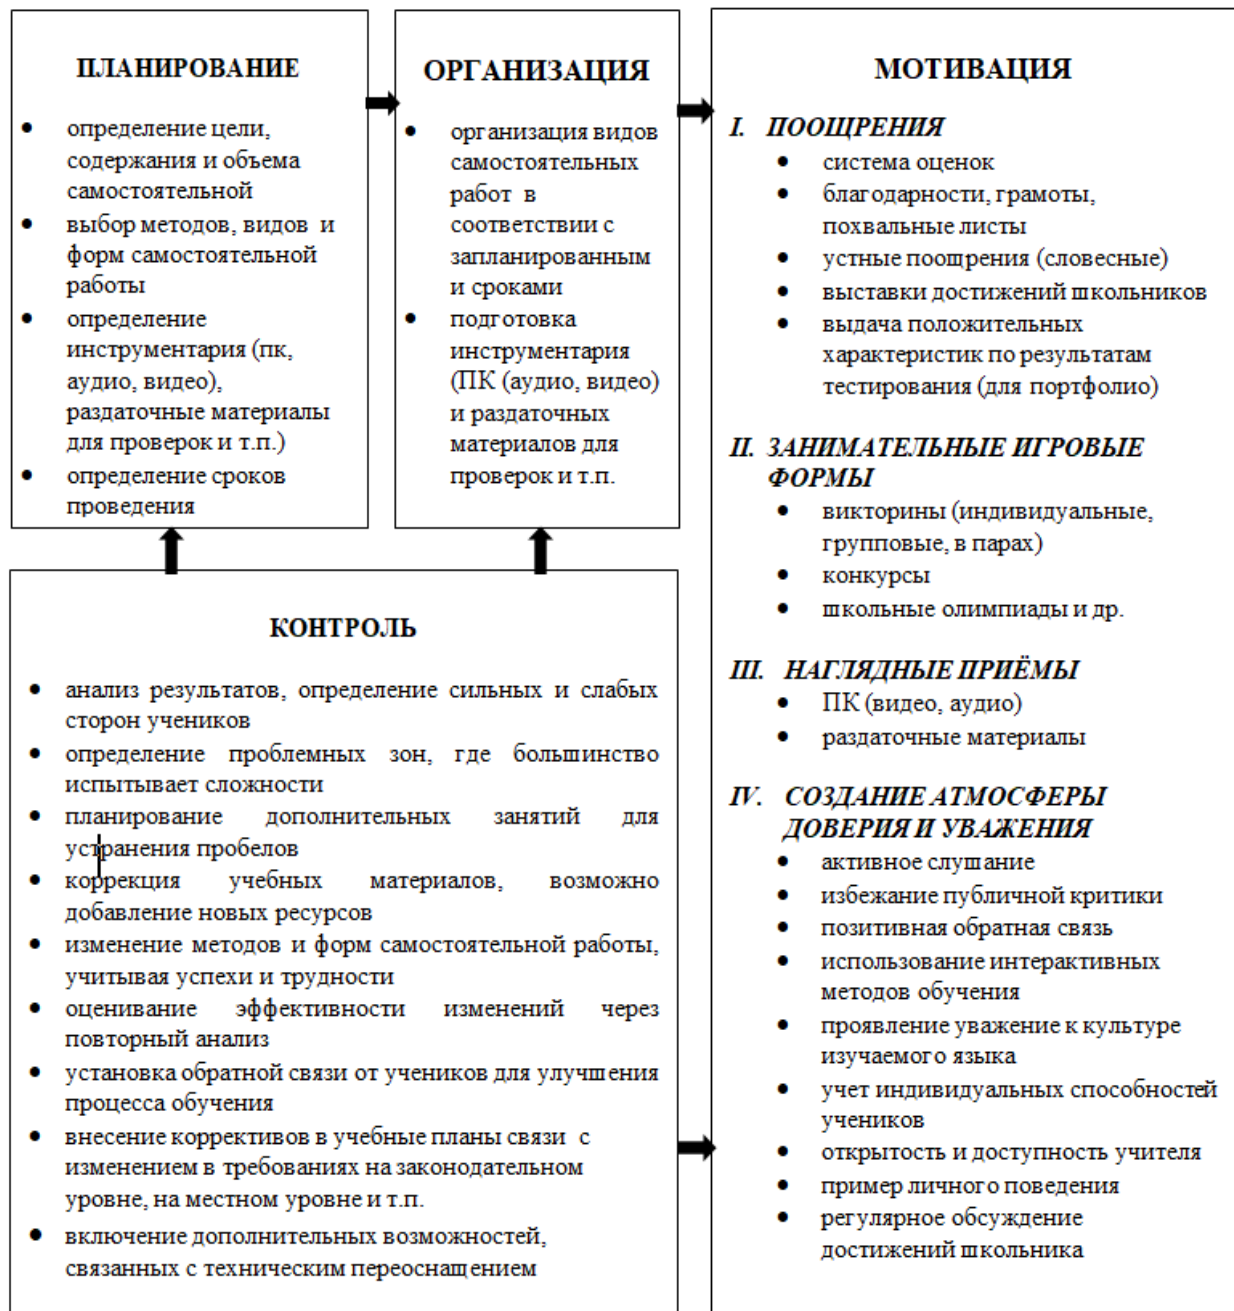 ПЛАНИРОВАНИЕ
• определение цели,
содержания и объема
самостоятельной
• выбор методов, видов и
форм самостоятельной
работы
• определение
инструментария (пк,
аудио, видео),
раздаточные материалы
для проверок и т.п.)
• определение сроков
проведения
ОРГАНИЗАЦИЯ
• организация видов
самостоятельных
работ в
соответствии с
запланированным
и сроками
• подготовка
инструментария
(ПК (аудио, видео)
и раздаточных
материалов для
проверок и т.п.
МОТИВАЦИЯ
I. ПООЩРЕНИЯ
• система оценок
• благодарности, грамоты,
похвальные листы
• устные поощрения (словесные)
• выставки достижений школьников
• выдача положительных
характеристик по результатам
тестирования (для портфолио)
II. ЗАНИМАТЕЛЬНЫЕ ИГРОВЫЕ
ФОРМЫ
• викторины (индивидуальные,
групповые, в парах)
• конкурсы
• школьные олимпиады и др.
III. НАГЛЯДНЫЕ ПРИЁМЫ
• ПК (видео, аудио)
• раздаточные материалы
IV. СОЗДАНИЕ АТМОСФЕРЫ
ДОВЕРИЯ И УВАЖЕНИЯ
• активное слушание
• избежание публичной критики
• позитивная обратная связь
• использование интерактивных
методов обучения
• проявление уважение к культуре
изучаемого языка
• учет индивидуальных способностей
учеников
• открытость и доступность учителя
• пример личного поведения
• регулярное обсуждение
достижений школьника
КОНТРОЛЬ
• анализ результатов, определение сильных и слабых
сторон учеников
• определение проблемных зон, где большинство
испытывает сложности
• планирование дополнительных занятий для
устранения пробелов
• коррекция учебных материалов, возможно
добавление новых ресурсов
• изменение методов и форм самостоятельной работы,
учитывая успехи и трудности
• оценивание эффективности изменений через
повторный анализ
• установка обратной связи от учеников для улучшения
процесса обучения
• внесение коррективов в учебные планы связи с
изменением в требованиях на законодательном
уровне, на местном уровне и т.п.
• включение дополнительных возможностей,
связанных с техническим переоснащением